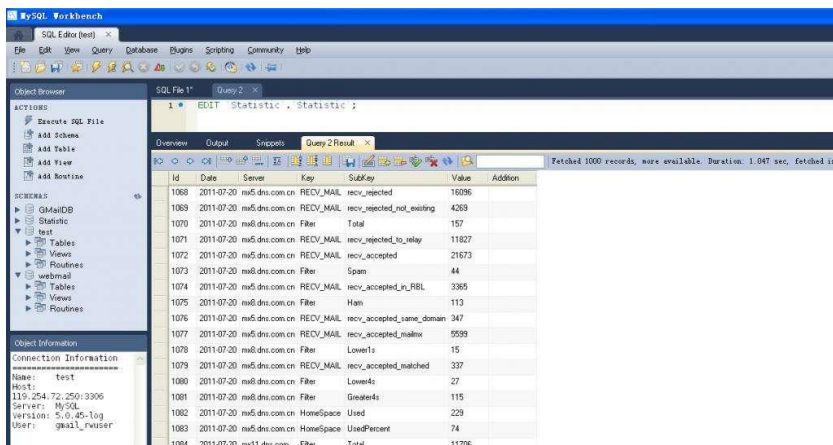 MySQL Workbench
SQL Editor (test)
File Edit View Query Database Plugins Scripting Community Help
Object Browser
SQL File 1* Query 2
ACTIONS
Execute SQL File
Add Schema
Add Table
Add View
Add Routine
SCHEMAS
GMailDB
Statistic
test
Tables
Views
Routines
webmail
Tables
Views
Routines
Object Information
Connection Information
Name: test
Host:
119.254.72.250:3306
Server: MySQL
Version: 5.0.45-log
User: gmail_rwuser
1 EDIT `Statistic`.`Statistic`;
Overview Output Snippets Query 2 Result
Fetched 1000 records, more available. Duration: 1.047 sec, fetched in
Id Date Server Key SubKey Value Addition
1068 2011-07-20 mx5.dns.com.cn RECV_MAIL recv_rejected 16096
1069 2011-07-20 mx5.dns.com.cn RECV_MAIL recv_rejected_not_existing 4269
1070 2011-07-20 mx8.dns.com.cn Filter Total 157
1071 2011-07-20 mx5.dns.com.cn RECV_MAIL recv_rejected_to_relay 11827
1072 2011-07-20 mx5.dns.com.cn RECV_MAIL recv_accepted 21673
1073 2011-07-20 mx8.dns.com.cn Filter Spam 44
1074 2011-07-20 mx5.dns.com.cn RECV_MAIL recv_accepted_in_RBL 3365
1075 2011-07-20 mx8.dns.com.cn Filter Ham 113
1076 2011-07-20 mx5.dns.com.cn RECV_MAIL recv_accepted_same_domain 347
1077 2011-07-20 mx5.dns.com.cn RECV_MAIL recv_accepted_mailmx 5599
1078 2011-07-20 mx8.dns.com.cn Filter Lower1s 15
1079 2011-07-20 mx5.dns.com.cn RECV_MAIL recv_accepted_matched 337
1080 2011-07-20 mx8.dns.com.cn Filter Lower4s 27
1081 2011-07-20 mx8.dns.com.cn Filter Greater4s 115
1082 2011-07-20 mx5.dns.com.cn HomeSpace Used 229
1083 2011-07-20 mx5.dns.com.cn HomeSpace UsedPercent 74
1084 2011-07-20 mx11.dns.com Filter Total 11706